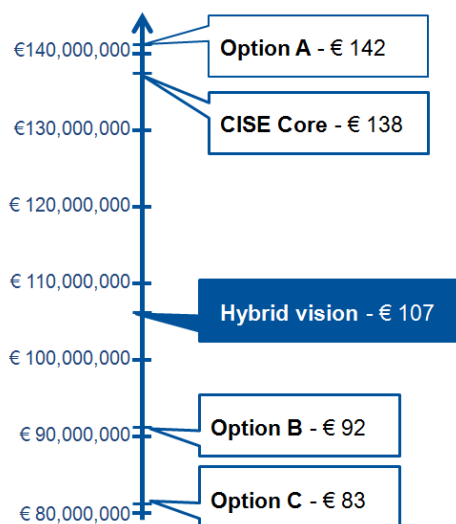 €140,000,000
Option A - € 142
CISE Core - € 138
€130,000,000
€ 120,000,000
€ 110,000,000
Hybrid vision - € 107
€ 100,000,000
Option B - € 92
€ 90,000,000
Option C - € 83
€ 80,000,000